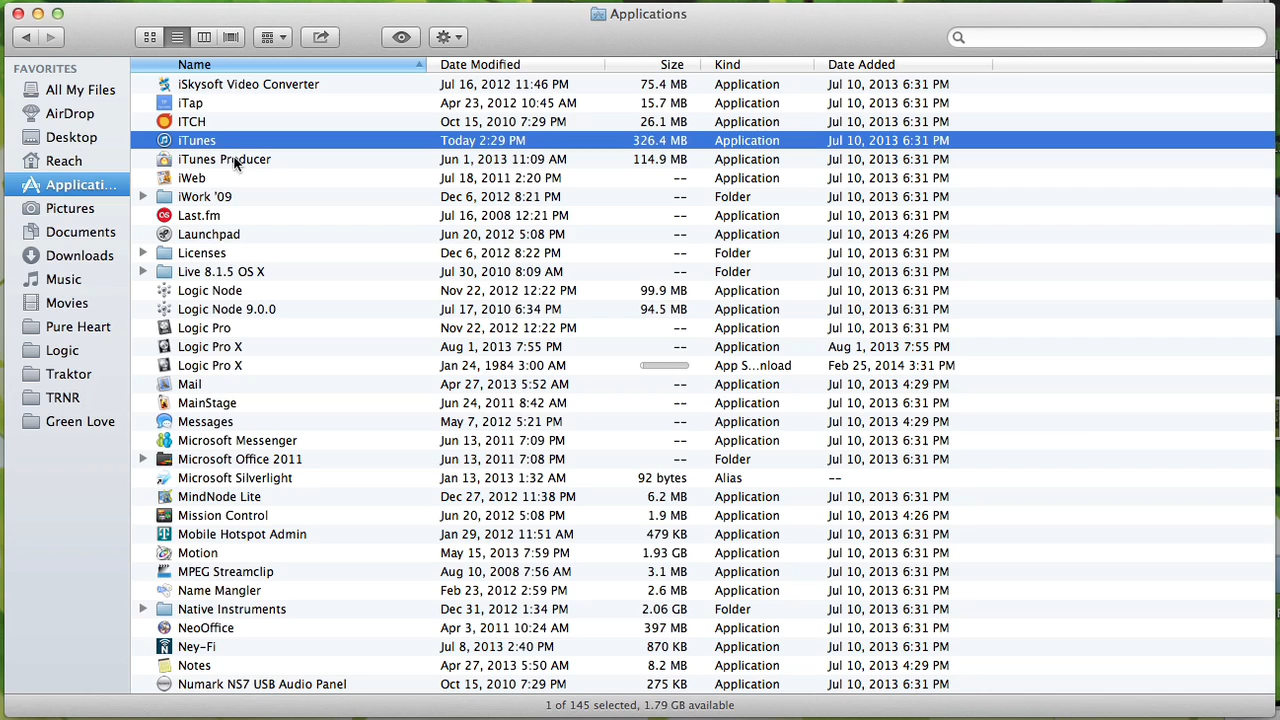 Applications
FAVORITES
All My Files
AirDrop
Desktop
Reach
Applicati...
Pictures
Documents
Downloads
Music
Movies
Pure Heart
Logic
Traktor
TRNR
Green Love
Name Date Modified Size Kind Date Added
iSkysoft Video Converter Jul 16, 2012 11:46 PM 75.4 MB Application Jul 10, 2013 6:31 PM
iTap Apr 23, 2012 10:45 AM 15.7 MB Application Jul 10, 2013 6:31 PM
ITCH Oct 15, 2010 7:29 PM 26.1 MB Application Jul 10, 2013 6:31 PM
iTunes Today 2:29 PM 326.4 MB Application Jul 10, 2013 6:31 PM
iTunes Producer Jun 1, 2013 11:09 AM 114.9 MB Application Jul 10, 2013 6:31 PM
iWeb Jul 18, 2011 2:20 PM -- Application Jul 10, 2013 6:31 PM
iWork '09 Dec 6, 2012 8:21 PM -- Folder Jul 10, 2013 6:31 PM
Last.fm Jul 16, 2008 12:21 PM -- Application Jul 10, 2013 6:31 PM
Launchpad Jun 20, 2012 5:08 PM -- Application Jul 10, 2013 4:26 PM
Licenses Dec 6, 2012 8:22 PM -- Folder Jul 10, 2013 6:31 PM
Live 8.1.5 OS X Jul 30, 2010 8:09 AM -- Folder Jul 10, 2013 6:31 PM
Logic Node Nov 22, 2012 12:22 PM 99.9 MB Application Jul 10, 2013 6:31 PM
Logic Node 9.0.0 Jul 17, 2010 6:34 PM 94.5 MB Application Jul 10, 2013 6:31 PM
Logic Pro Nov 22, 2012 12:22 PM -- Application Jul 10, 2013 6:31 PM
Logic Pro X Aug 1, 2013 7:55 PM -- Application Aug 1, 2013 7:55 PM
Logic Pro X Jan 24, 1984 3:00 AM App S...nload Feb 25, 2014 3:31 PM
Mail Apr 27, 2013 5:52 AM -- Application Jul 10, 2013 4:29 PM
MainStage Jun 24, 2011 8:42 AM -- Application Jul 10, 2013 6:31 PM
Messages May 7, 2012 5:21 PM -- Application Jul 10, 2013 4:29 PM
Microsoft Messenger Jun 13, 2011 7:09 PM -- Application Jul 10, 2013 6:31 PM
Microsoft Office 2011 Jun 13, 2011 7:08 PM -- Folder Jul 10, 2013 6:31 PM
Microsoft Silverlight Jan 13, 2013 1:32 AM 92 bytes Alias --
MindNode Lite Dec 27, 2012 11:38 PM 6.2 MB Application Jul 10, 2013 6:31 PM
Mission Control Jun 20, 2012 5:08 PM 1.9 MB Application Jul 10, 2013 4:26 PM
Mobile Hotspot Admin Jan 29, 2012 11:51 AM 479 KB Application Jul 10, 2013 6:31 PM
Motion May 15, 2013 7:59 PM 1.93 GB Application Jul 10, 2013 6:31 PM
MPEG Streamclip Aug 10, 2008 7:56 AM 3.1 MB Application Jul 10, 2013 6:31 PM
Name Mangler Feb 23, 2012 2:59 PM 2.6 MB Application Jul 10, 2013 6:31 PM
Native Instruments Dec 31, 2012 1:34 PM 2.06 GB Folder Jul 10, 2013 6:31 PM
NeoOffice Apr 3, 2011 10:24 AM 397 MB Application Jul 10, 2013 6:31 PM
Ney-Fi Jul 8, 2013 2:40 PM 870 KB Application Jul 10, 2013 6:31 PM
Notes Apr 27, 2013 5:50 AM 8.2 MB Application Jul 10, 2013 4:29 PM
Numark NS7 USB Audio Panel Oct 15, 2010 7:29 PM 275 KB Application Jul 10, 2013 6:31 PM
1 of 145 selected, 1.79 GB available